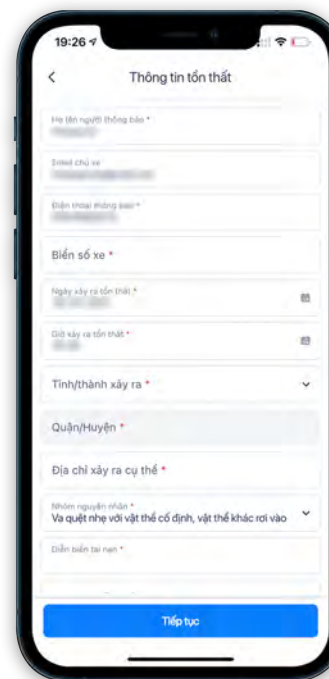 19:26
Thông tin tổn thất
Họ tên người thông báo *
Email chủ xe
Điện thoại thông báo *
Biển số xe *
Ngày xảy ra tổn thất *
Giờ xảy ra tổn thất *
Tỉnh/thành xảy ra *
Quận/Huyện *
Địa chỉ xảy ra cụ thể *
Nhóm nguyên nhân *
Va quệt nhẹ với vật thể cố định, vật thể khác rơi vào
Diễn biến tai nạn *
Tiếp tục